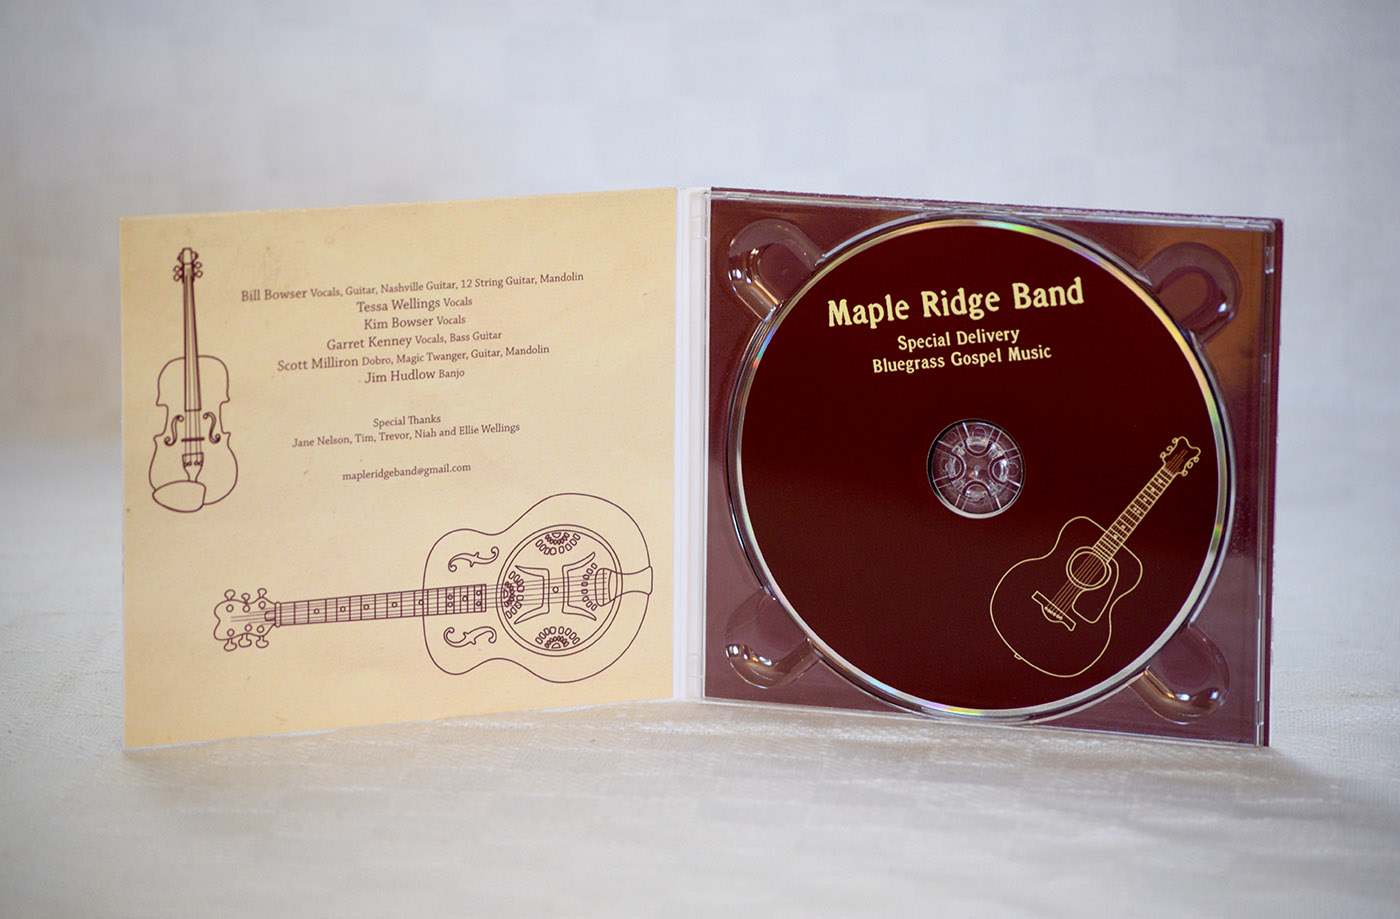 Bill Bowser Vocals, Guitar, Nashville Guitar, 12 String Guitar, Mandolin
Tessa Wellings Vocals
Kim Bowser Vocals
Garret Kenney Vocals, Bass Guitar
Scott Milliron Dobro, Magic Twanger, Guitar, Mandolin
Jim Hudlow Banjo
Special Thanks
Jane Nelson, Tim, Trevor, Niah and Ellie Wellings
mapleridgeband@gmail.com
Maple Ridge Band
Special Delivery
Bluegrass Gospel Music